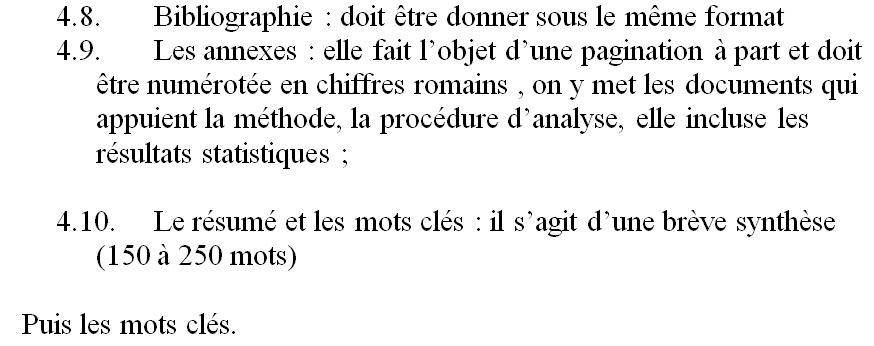 4.8. Bibliographie : doit être donner sous le même format
4.9. Les annexes : elle fait l’objet d’une pagination à part et doit
être numérotée en chiffres romains , on y met les documents qui
appuient la méthode, la procédure d’analyse, elle incluse les
résultats statistiques ;
4.10. Le résumé et les mots clés : il s’agit d’une brève synthèse
(150 à 250 mots)
Puis les mots clés.